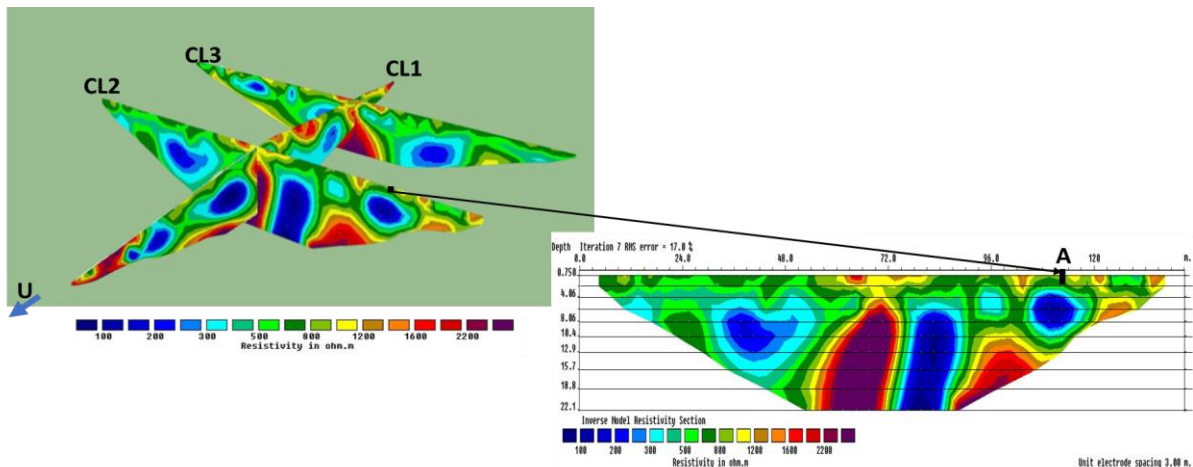 CL3
CL1
CL2
U
100 200 300 500 800 1200 1600 2200
Resistivity in ohm.m
Depth Iteration 7 RMS error = 17.0 %
A
0.0 24.0 48.0 72.0 96.0 120 m.
0.750
4.06
8.06
10.4
12.9
15.7
18.8
22.1
Inverse Model Resistivity Section
100 200 300 500 800 1200 1600 2200
Resistivity in ohm.m
Unit electrode spacing 3.00 m.